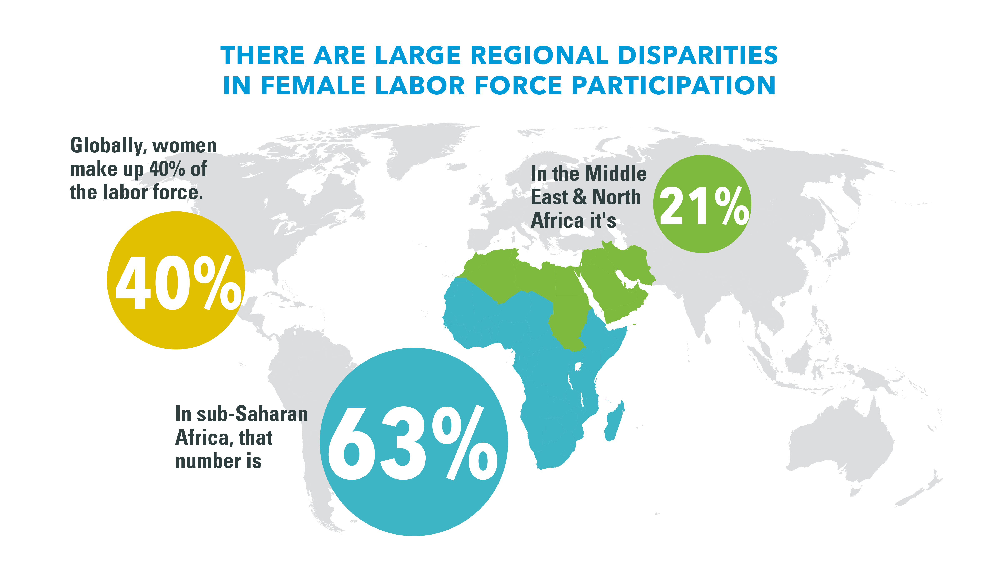 THERE ARE LARGE REGIONAL DISPARITIES
IN FEMALE LABOR FORCE PARTICIPATION
Globally, women
make up 40% of
the labor force.
40%
In the Middle
East & North
Africa it's
21%
In sub-Saharan
Africa, that
number is
63%